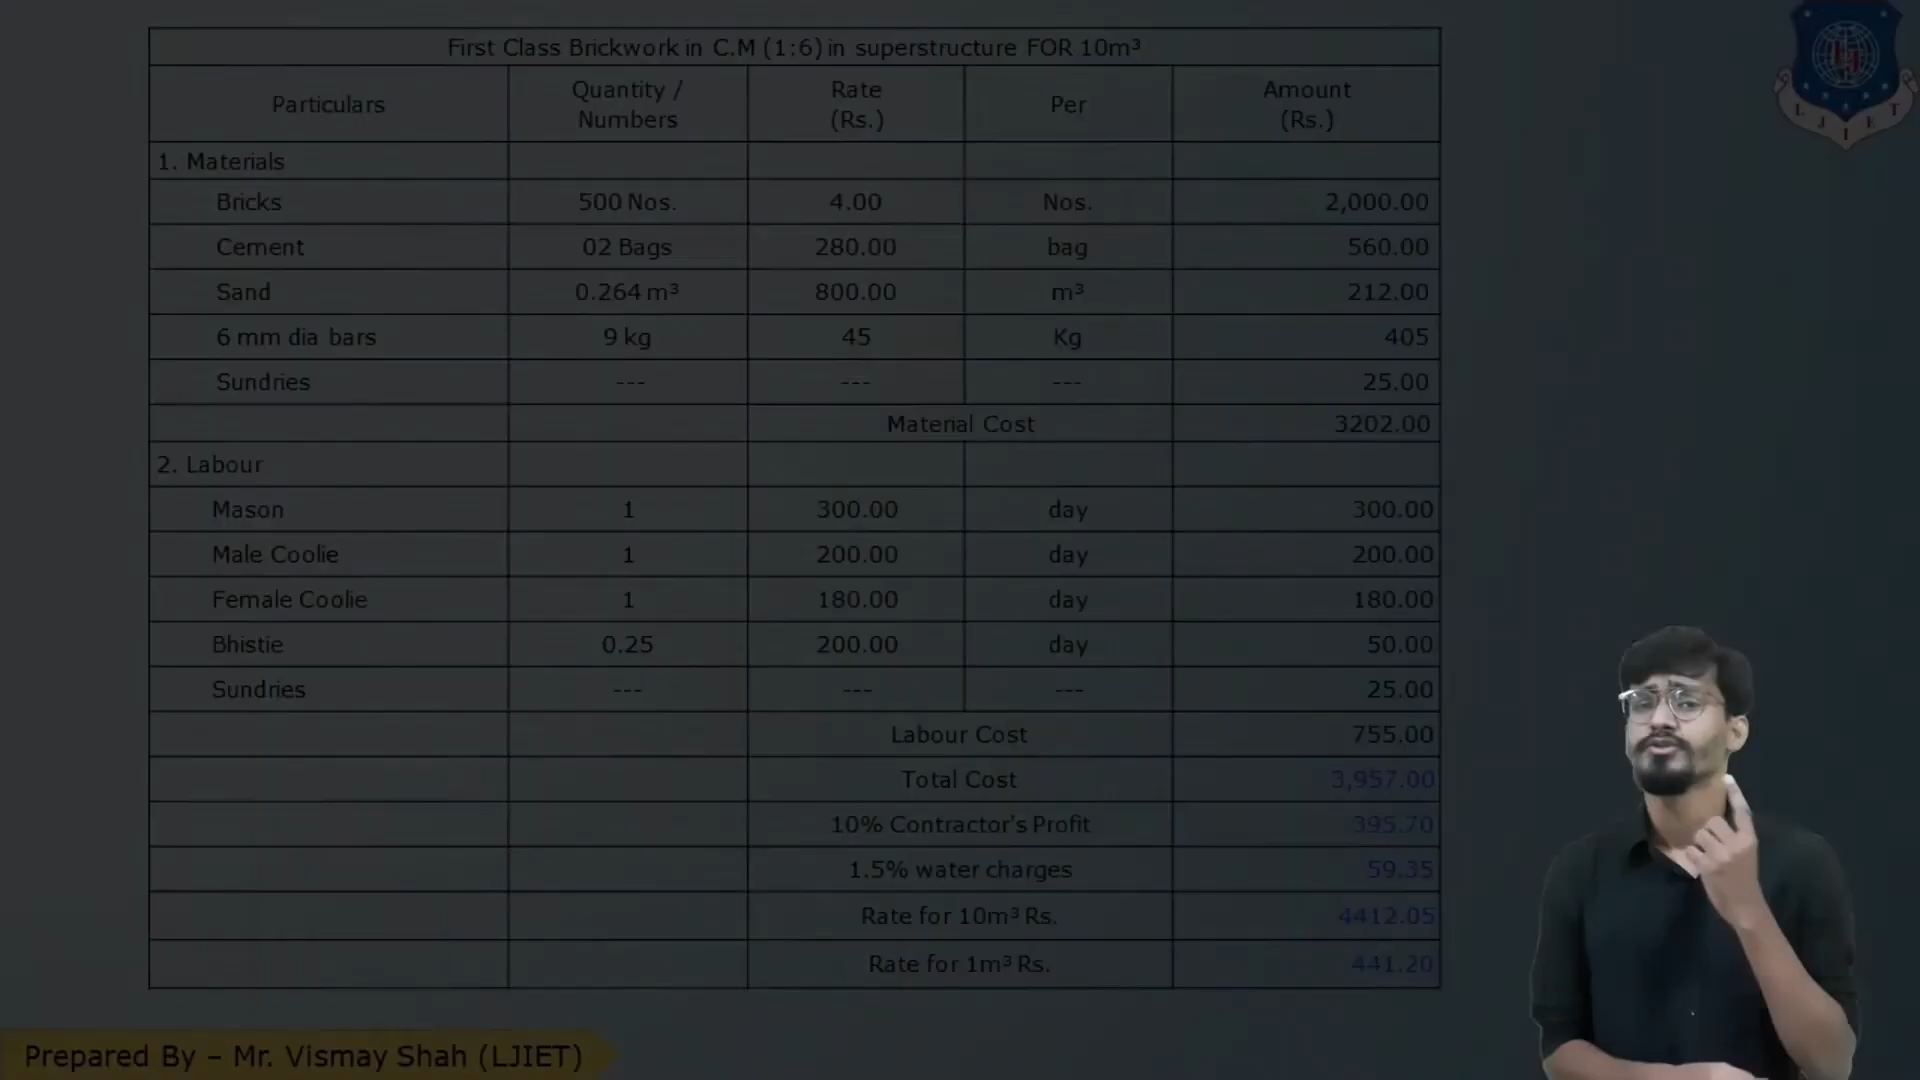 First Class Brickwork in C.M (1:6) in superstructure FOR 10m³
Particulars Quantity / Numbers Rate (Rs.) Per Amount (Rs.)
1. Materials
Bricks 500 Nos. 4.00 Nos. 2,000.00
Cement 02 Bags 280.00 bag 560.00
Sand 0.264 m³ 800.00 m³ 212.00
6 mm dia bars 9 kg 45 Kg 405
Sundries --- --- --- 25.00
Material Cost 3202.00
2. Labour
Mason 1 300.00 day 300.00
Male Coolie 1 200.00 day 200.00
Female Coolie 1 180.00 day 180.00
Bhistie 0.25 200.00 day 50.00
Sundries --- --- --- 25.00
Labour Cost 755.00
Total Cost 3,957.00
10% Contractor's Profit 395.70
1.5% water charges 59.35
Rate for 10m³ Rs. 4412.05
Rate for 1m³ Rs. 441.20
Prepared By – Mr. Vismay Shah (LJIET)
L J I E T